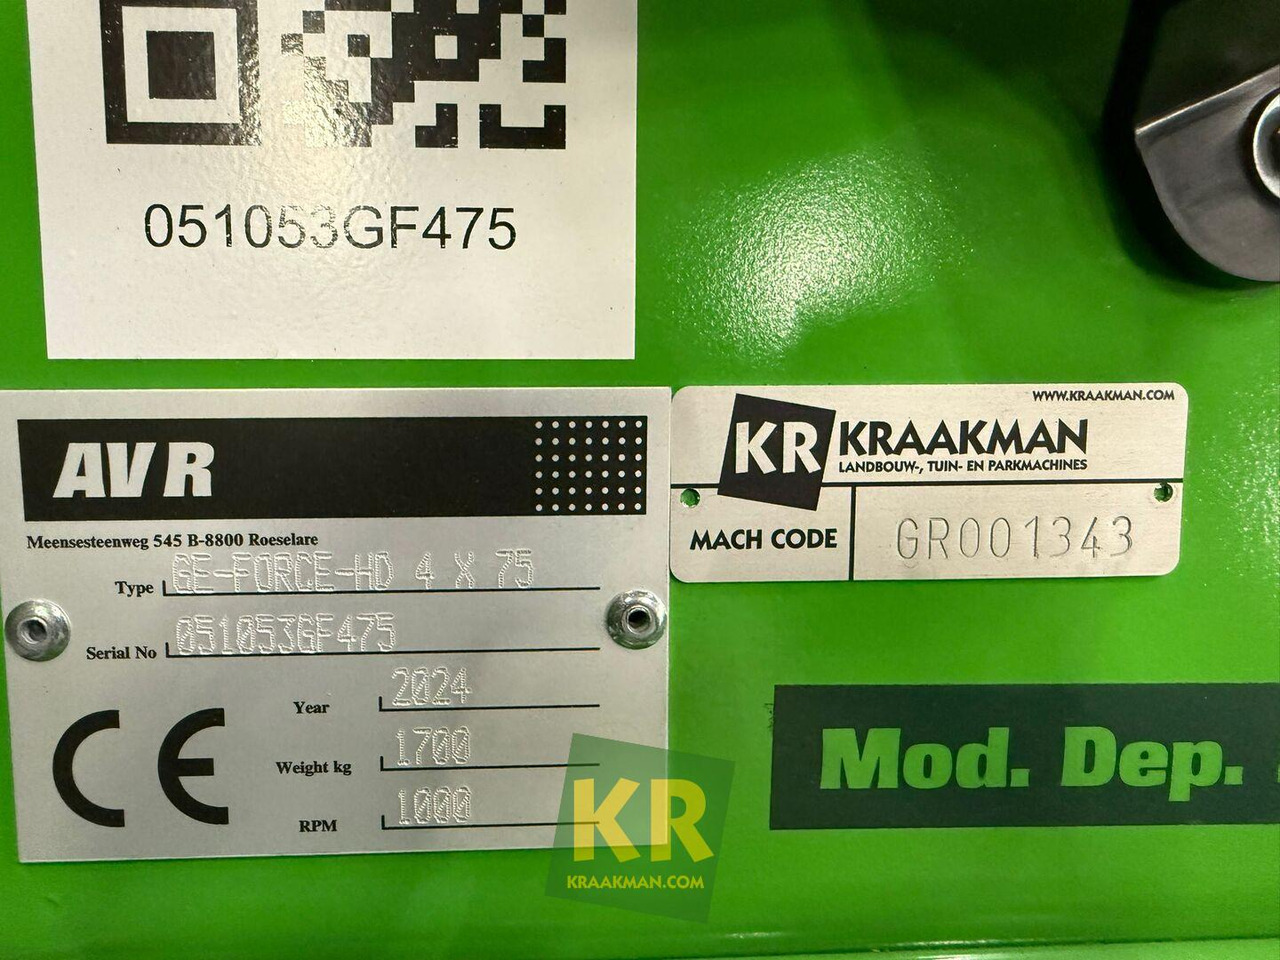 051053GF475
AVR
Meensesteenweg 545 B-8800 Roeselare
Type GE-FORCE-HD 4 X 75
Serial No 051053GF475
Year 2024
Weight kg 1700
RPM 1000
CE
WWW.KRAAKMAN.COM
KR KRAAKMAN
LANDBOUW-, TUIN- EN PARKMACHINES
MACH CODE GR001343
Mod. Dep.
KR
KRAAKMAN.COM